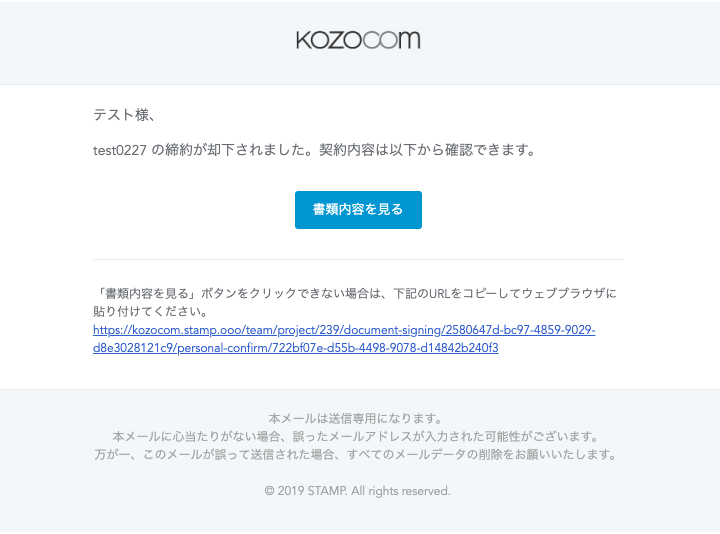 kozocom
テスト様、
test0227 の締約が却下されました。契約内容は以下から確認できます。
書類内容を見る
「書類内容を見る」ボタンをクリックできない場合は、下記のURLをコピーしてウェブブラウザに
貼り付けてください。
https://kozocom.stamp.ooo/team/project/239/document-signing/2580647d-bc97-4859-9029-
d8e3028121c9/personal-confirm/722bf07e-d55b-4498-9078-d14842b240f3
本メールは送信専用になります。
本メールに心当たりがない場合、誤ったメールアドレスが入力された可能性がございます。
万が一、このメールが誤って送信された場合、すべてのメールデータの削除をお願いいたします。
© 2019 STAMP. All rights reserved.